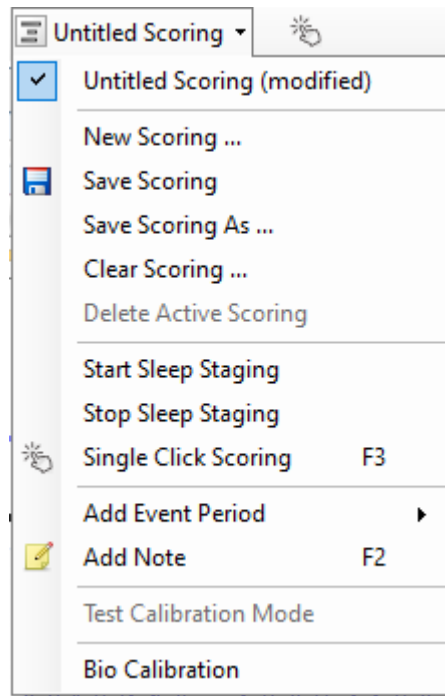 Untitled Scoring
Untitled Scoring (modified)
New Scoring ...
Save Scoring
Save Scoring As ...
Clear Scoring ...
Delete Active Scoring
Start Sleep Staging
Stop Sleep Staging
Single Click Scoring F3
Add Event Period
Add Note F2
Test Calibration Mode
Bio Calibration